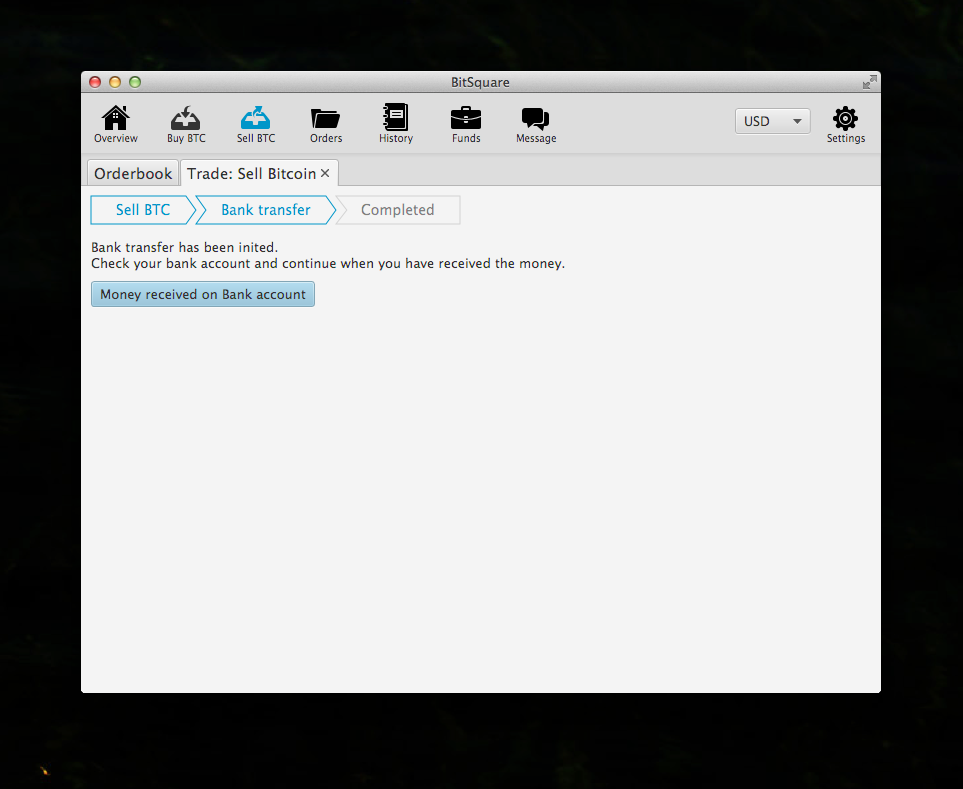 BitSquare
Overview
Buy BTC
Sell BTC
Orders
History
Funds
Message
USD
Settings
Orderbook
Trade: Sell Bitcoin ×
Sell BTC
Bank transfer
Completed
Bank transfer has been inited.
Check your bank account and continue when you have received the money.
Money received on Bank account